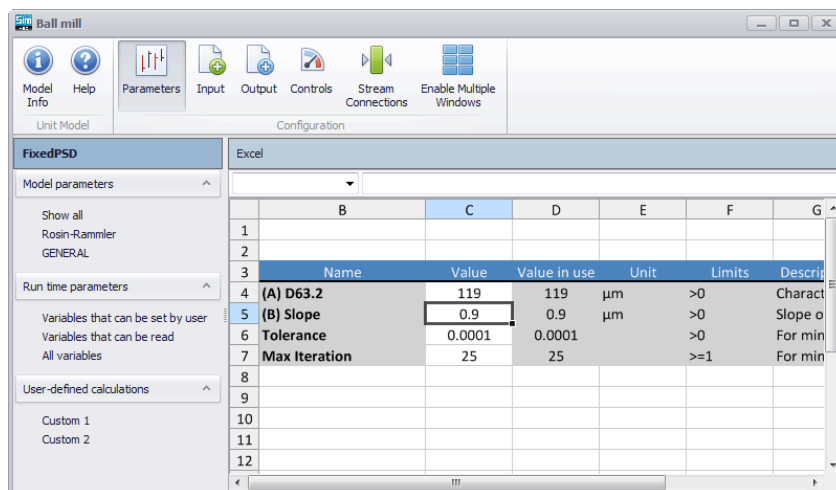 Sim
Ball mill
Model Info
Help
Parameters
Input
Output
Controls
Stream Connections
Enable Multiple Windows
Unit Model
Configuration
FixedPSD
Excel
Model parameters
Show all
Rosin-Rammler
GENERAL
Run time parameters
Variables that can be set by user
Variables that can be read
All variables
User-defined calculations
Custom 1
Custom 2
B C D E F G
1
2
3 Name Value Value in use Unit Limits Descrip
4 (A) D63.2 119 119 µm >0 Charact
5 (B) Slope 0.9 0.9 µm >0 Slope o
6 Tolerance 0.0001 0.0001 >0 For min
7 Max Iteration 25 25 >=1 For min
8
9
10
11
12